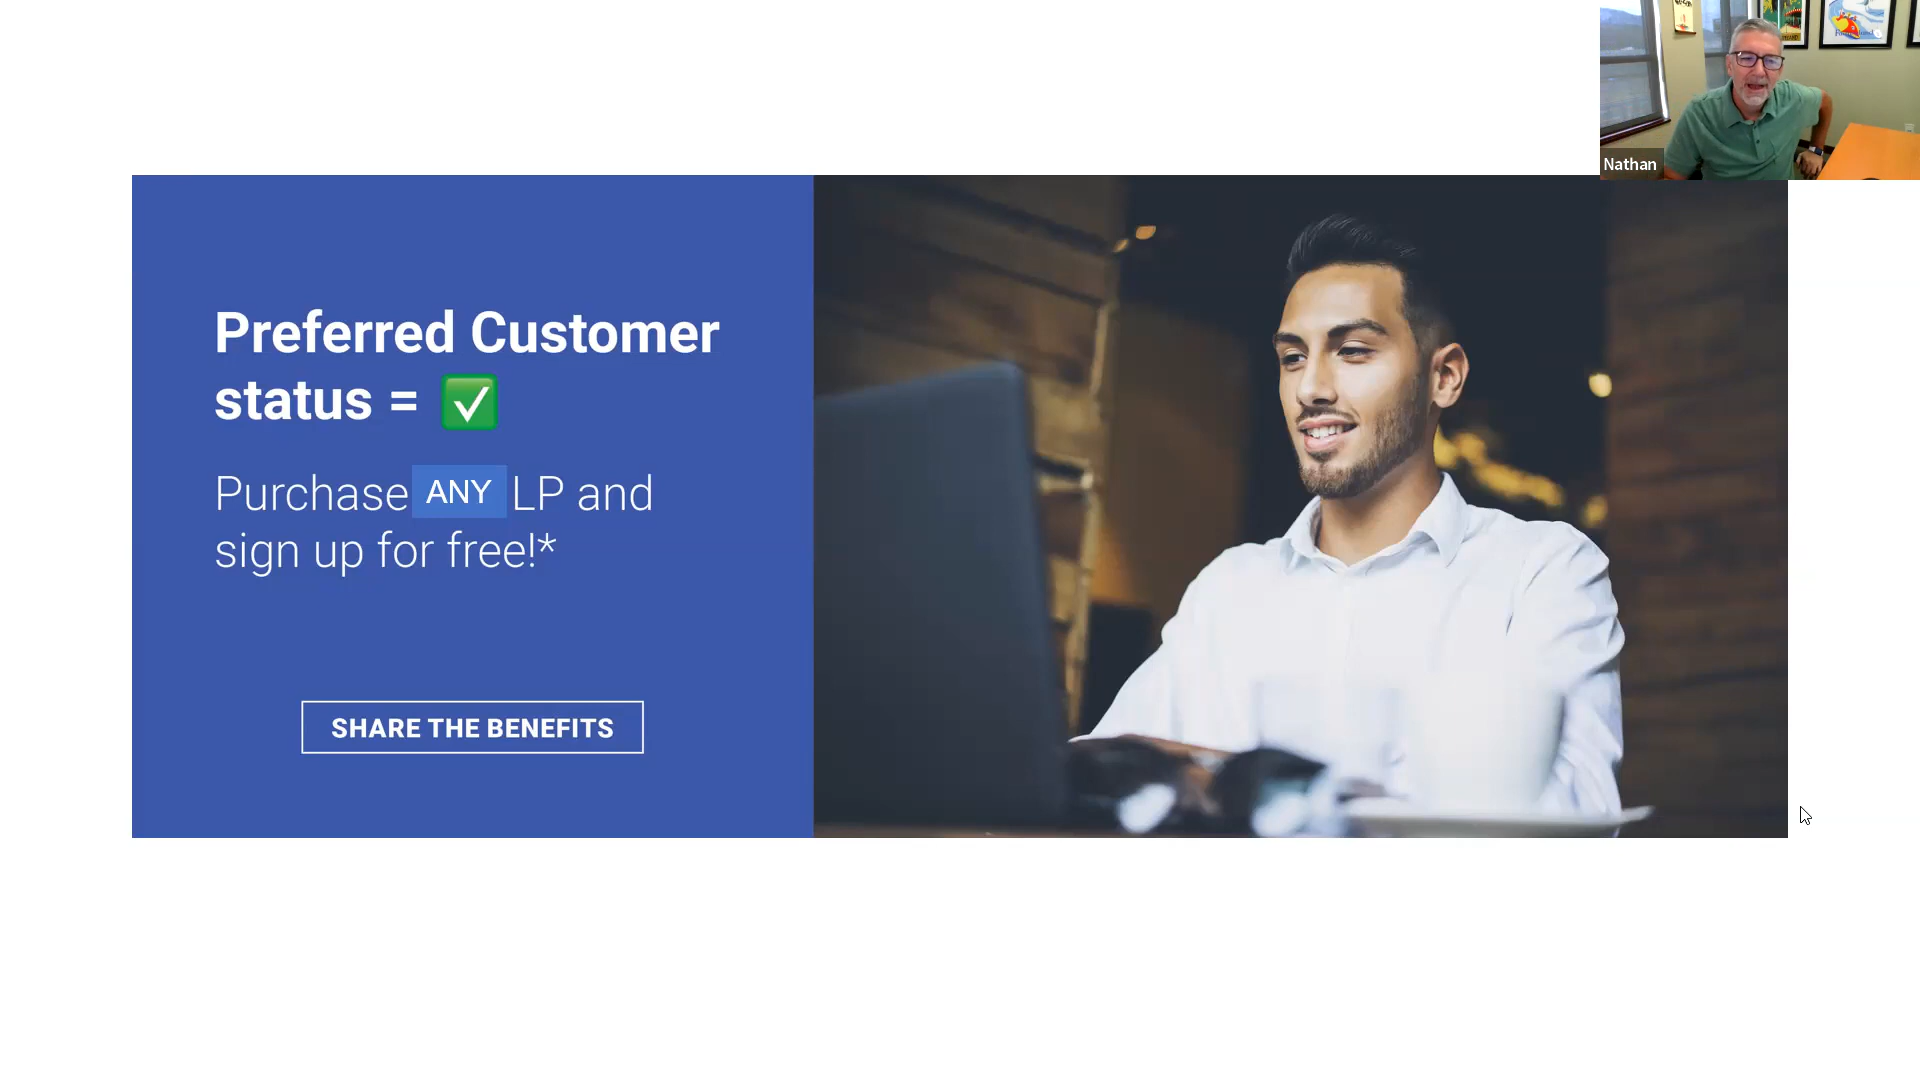 Nathan
Preferred Customer
status = ✅
Purchase ANY LP and
sign up for free!*
SHARE THE BENEFITS